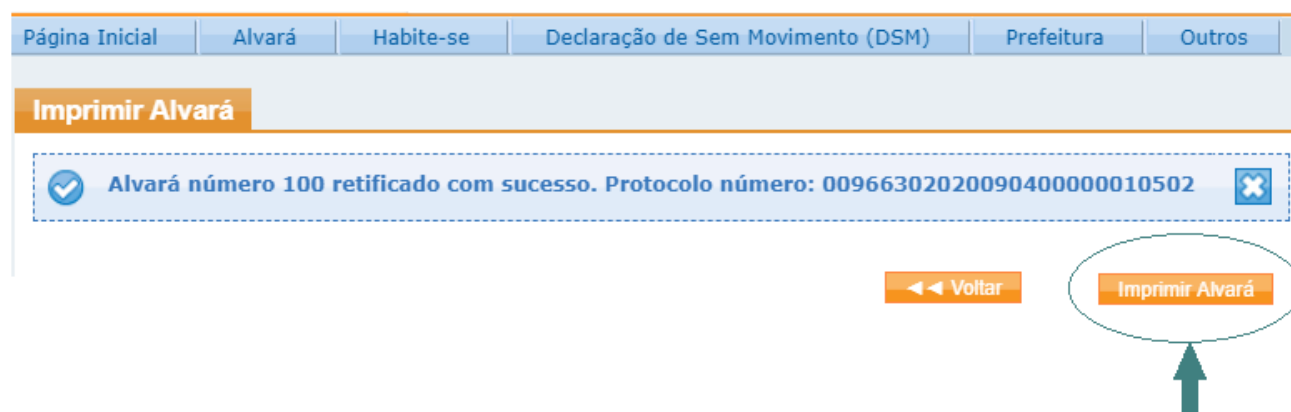 Página Inicial Alvará Habite-se Declaração de Sem Movimento (DSM) Prefeitura Outros
Imprimir Alvará
Alvará número 100 retificado com sucesso. Protocolo número: 00966302020090400000010502
Voltar Imprimir Alvará